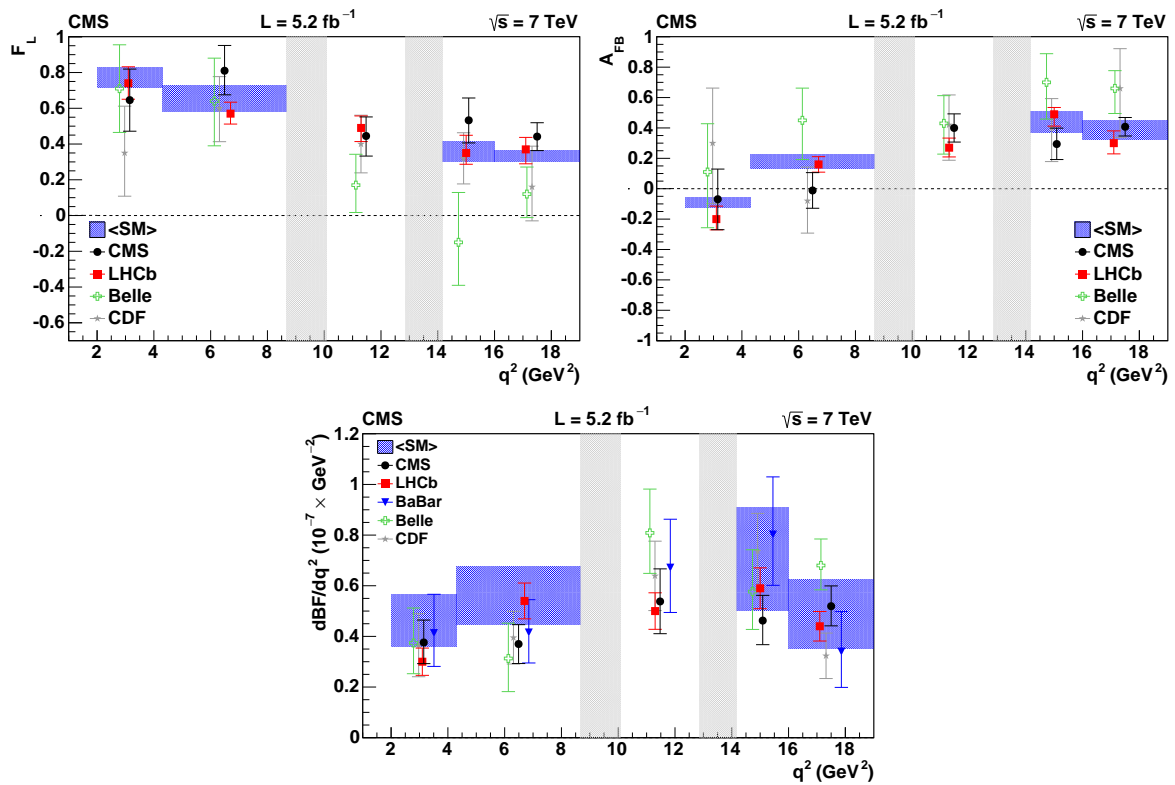 CMS L = 5.2 fb⁻¹ √s = 7 TeV
F_L
1
0.8
0.6
0.4
0.2
0
-0.2
-0.4
-0.6
<SM>
CMS
LHCb
Belle
CDF
2 4 6 8 10 12 14 16 18
q² (GeV²)
CMS L = 5.2 fb⁻¹ √s = 7 TeV
A_FB
1
0.8
0.6
0.4
0.2
0
-0.2
-0.4
-0.6
-0.8
-1
<SM>
CMS
LHCb
Belle
CDF
2 4 6 8 10 12 14 16 18
q² (GeV²)
CMS L = 5.2 fb⁻¹ √s = 7 TeV
dBF/dq² (10⁻⁷ × GeV⁻²)
1.2
1
0.8
0.6
0.4
0.2
0
<SM>
CMS
LHCb
BaBar
Belle
CDF
2 4 6 8 10 12 14 16 18
q² (GeV²)